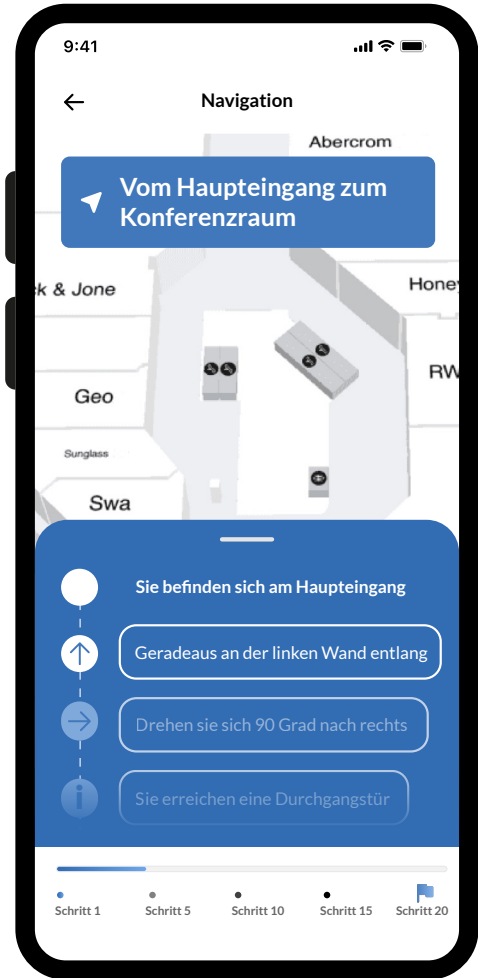 9:41
Navigation
Abercrom
Vom Haupteingang zum
Konferenzraum
k & Jone
Honey
Geo
RW
Sunglass
Swa
Sie befinden sich am Haupteingang
Geradeaus an der linken Wand entlang
Drehen sie sich 90 Grad nach rechts
Sie erreichen eine Durchgangstür
Schritt 1 Schritt 5 Schritt 10 Schritt 15 Schritt 20